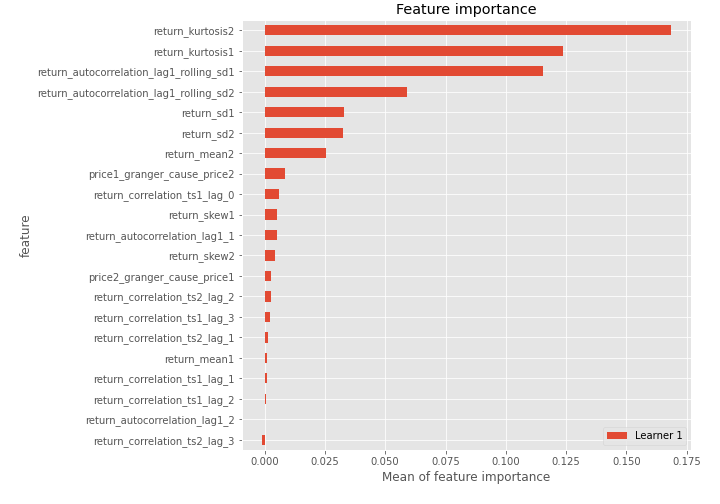 Feature importance
return_kurtosis2
return_kurtosis1
return_autocorrelation_lag1_rolling_sd1
return_autocorrelation_lag1_rolling_sd2
return_sd1
return_sd2
return_mean2
price1_granger_cause_price2
return_correlation_ts1_lag_0
return_skew1
return_autocorrelation_lag1_1
return_skew2
price2_granger_cause_price1
return_correlation_ts2_lag_2
return_correlation_ts1_lag_3
return_correlation_ts2_lag_1
return_mean1
return_correlation_ts1_lag_1
return_correlation_ts1_lag_2
return_autocorrelation_lag1_2
return_correlation_ts2_lag_3
feature
Learner 1
0.000 0.025 0.050 0.075 0.100 0.125 0.150 0.175
Mean of feature importance